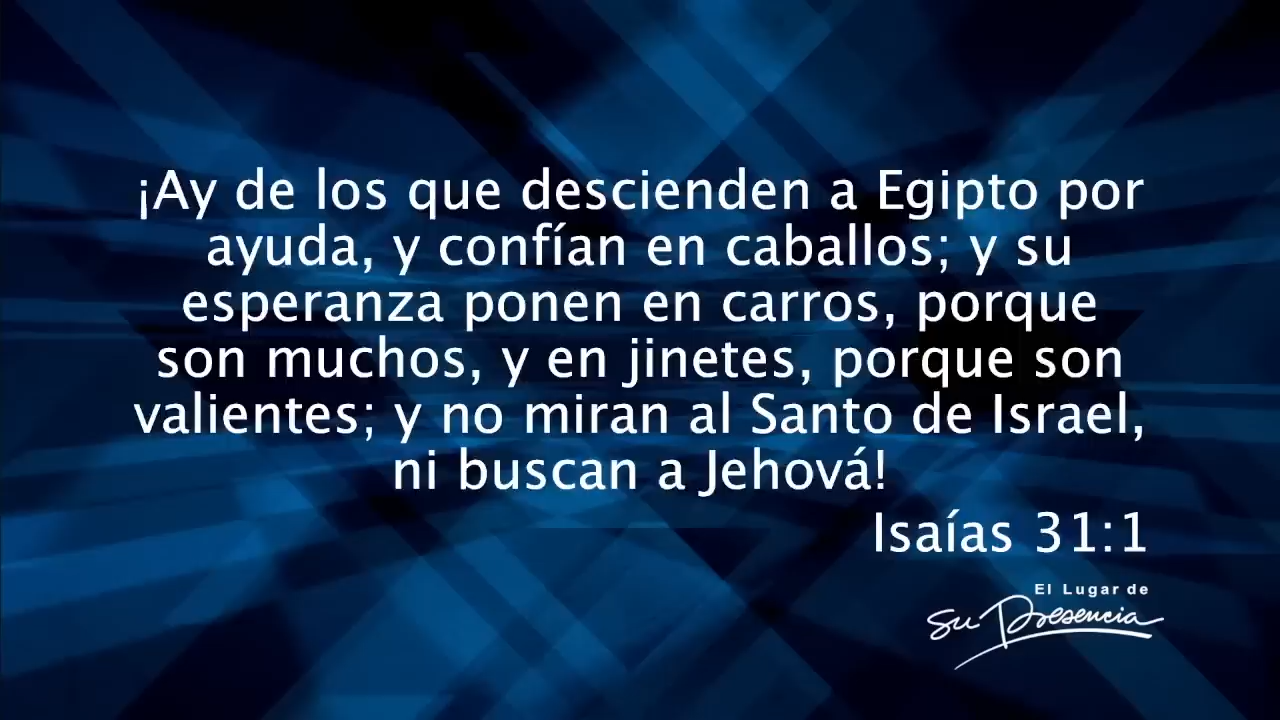 ¡Ay de los que descienden a Egipto por
ayuda, y confían en caballos; y su
esperanza ponen en carros, porque
son muchos, y en jinetes, porque son
valientes; y no miran al Santo de Israel,
ni buscan a Jehová!
Isaías 31:1
El Lugar de
Su Presencia